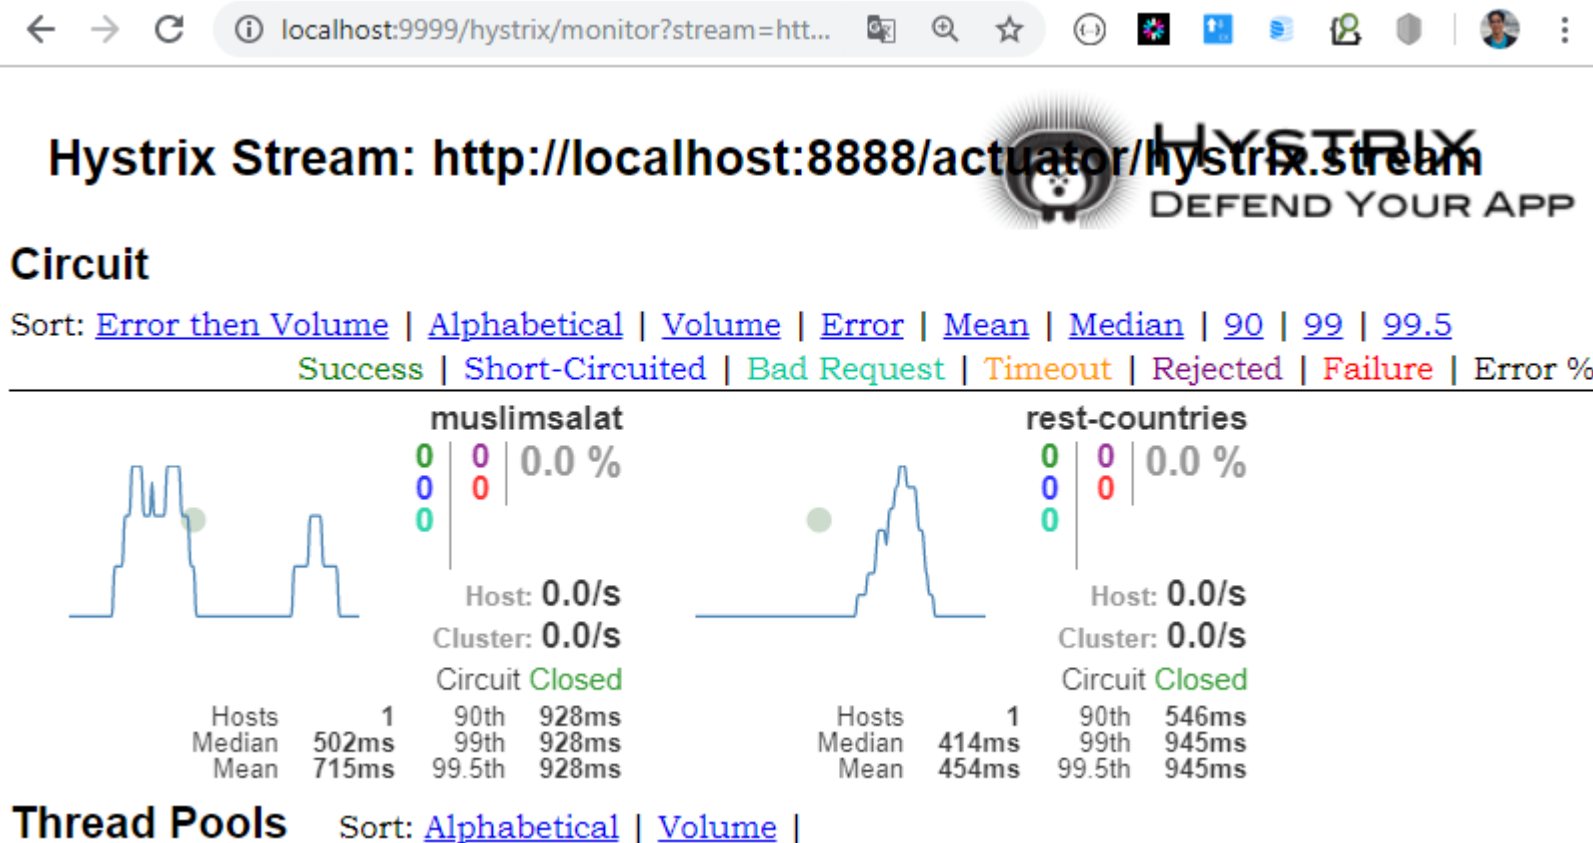 localhost:9999/hystrix/monitor?stream=htt...
Hystrix Stream: http://localhost:8888/actuator/hystrix.stream
HYSTRIX
DEFEND YOUR APP
Circuit
Sort: Error then Volume | Alphabetical | Volume | Error | Mean | Median | 90 | 99 | 99.5
Success | Short-Circuited | Bad Request | Timeout | Rejected | Failure | Error %
muslimsalat
0 0 0.0 %
0 0
0
Host: 0.0/s
Cluster: 0.0/s
Circuit Closed
Hosts 1 90th 928ms
Median 502ms 99th 928ms
Mean 715ms 99.5th 928ms
rest-countries
0 0 0.0 %
0 0
0
Host: 0.0/s
Cluster: 0.0/s
Circuit Closed
Hosts 1 90th 546ms
Median 414ms 99th 945ms
Mean 454ms 99.5th 945ms
Thread Pools Sort: Alphabetical | Volume |